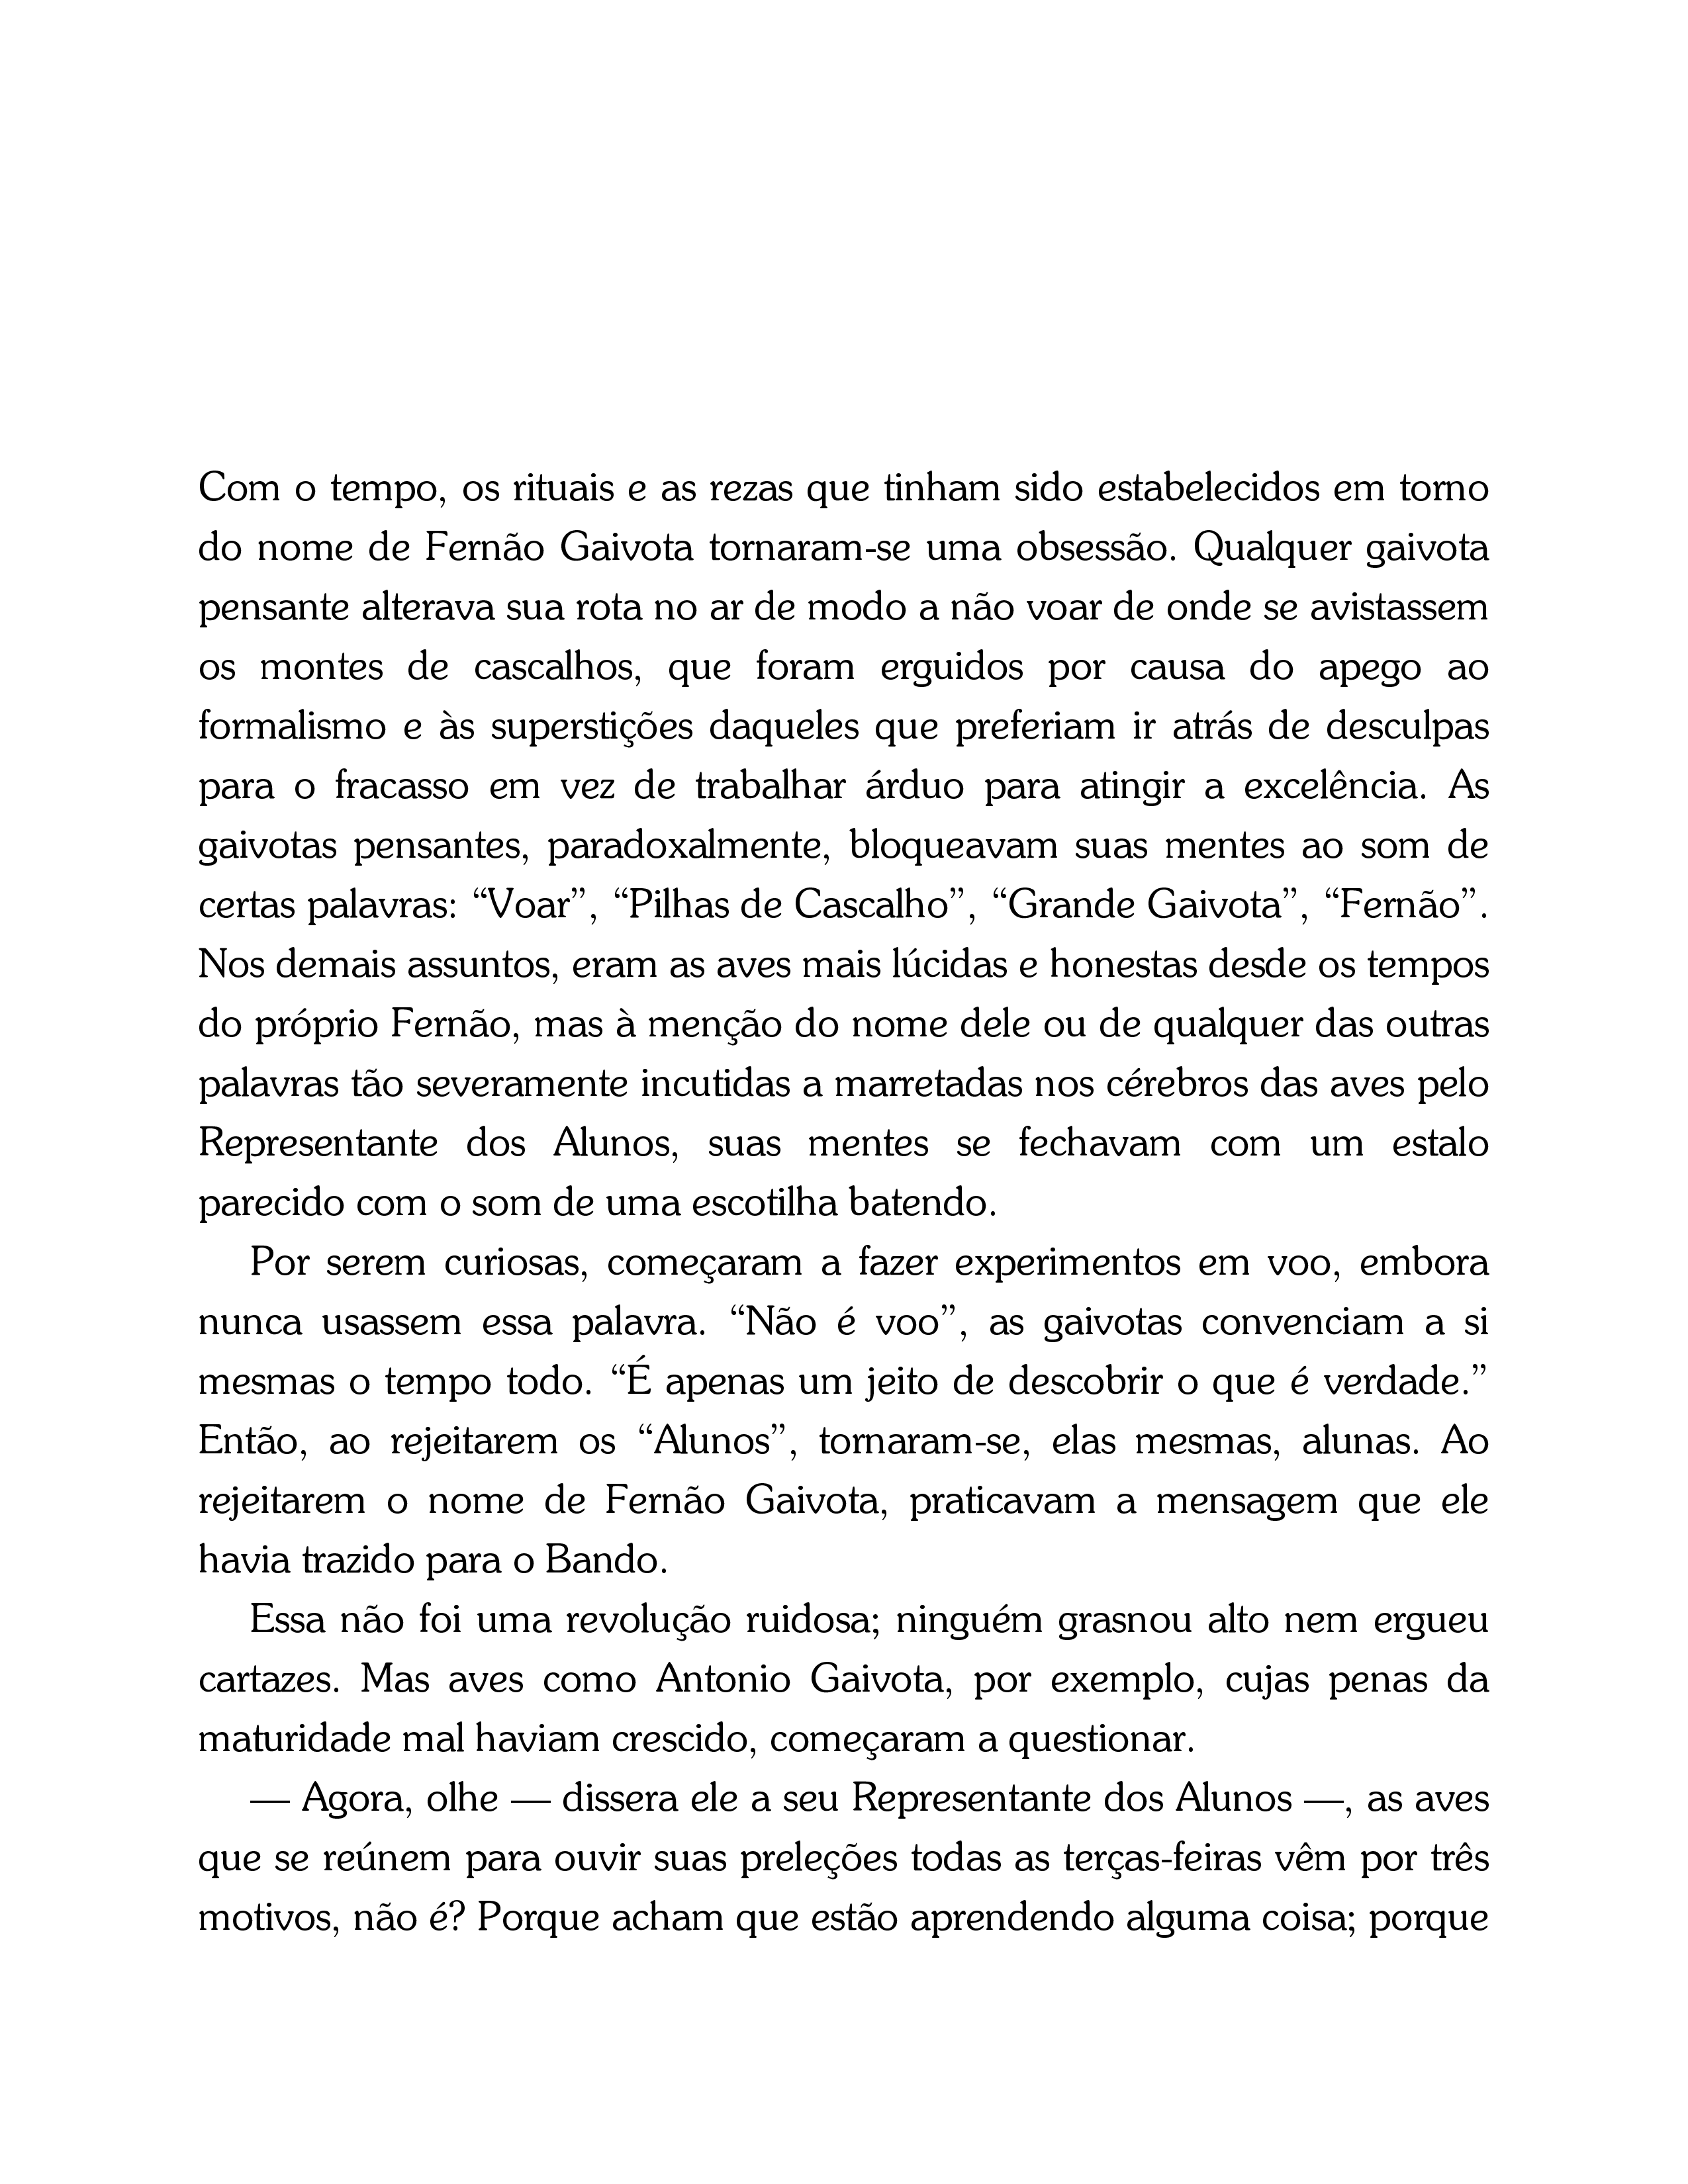 Com o tempo, os rituais e as rezas que tinham sido estabelecidos em torno
do nome de Fernão Gaivota tornaram-se uma obsessão. Qualquer gaivota
pensante alterava sua rota no ar de modo a não voar de onde se avistassem
os montes de cascalhos, que foram erguidos por causa do apego ao
formalismo e às superstições daqueles que preferiam ir atrás de desculpas
para o fracasso em vez de trabalhar árduo para atingir a excelência. As
gaivotas pensantes, paradoxalmente, bloqueavam suas mentes ao som de
certas palavras: “Voar”, “Pilhas de Cascalho”, “Grande Gaivota”, “Fernão”.
Nos demais assuntos, eram as aves mais lúcidas e honestas desde os tempos
do próprio Fernão, mas à menção do nome dele ou de qualquer das outras
palavras tão severamente incutidas a marretadas nos cérebros das aves pelo
Representante dos Alunos, suas mentes se fechavam com um estalo
parecido com o som de uma escotilha batendo.
Por serem curiosas, começaram a fazer experimentos em voo, embora
nunca usassem essa palavra. “Não é voo”, as gaivotas convenciam a si
mesmas o tempo todo. “É apenas um jeito de descobrir o que é verdade.”
Então, ao rejeitarem os “Alunos”, tornaram-se, elas mesmas, alunas. Ao
rejeitarem o nome de Fernão Gaivota, praticavam a mensagem que ele
havia trazido para o Bando.
Essa não foi uma revolução ruidosa; ninguém grasnou alto nem ergueu
cartazes. Mas aves como Antonio Gaivota, por exemplo, cujas penas da
maturidade mal haviam crescido, começaram a questionar.
— Agora, olhe — dissera ele a seu Representante dos Alunos —, as aves
que se reúnem para ouvir suas preleções todas as terças-feiras vêm por três
motivos, não é? Porque acham que estão aprendendo alguma coisa; porque